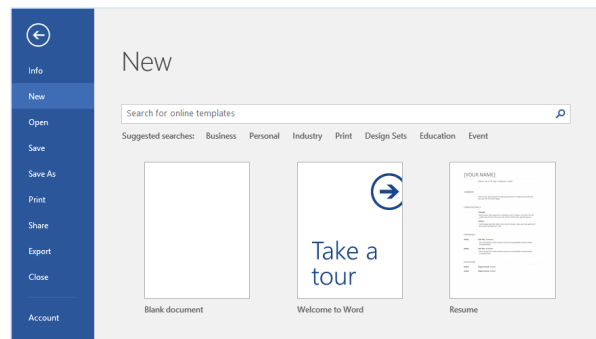 Info
New
Open
Save
Save As
Print
Share
Export
Close
Account
New
Search for online templates
Suggested searches: Business Personal Industry Print Design Sets Education Event
Take a
tour
[YOUR NAME]
Blank document Welcome to Word Resume